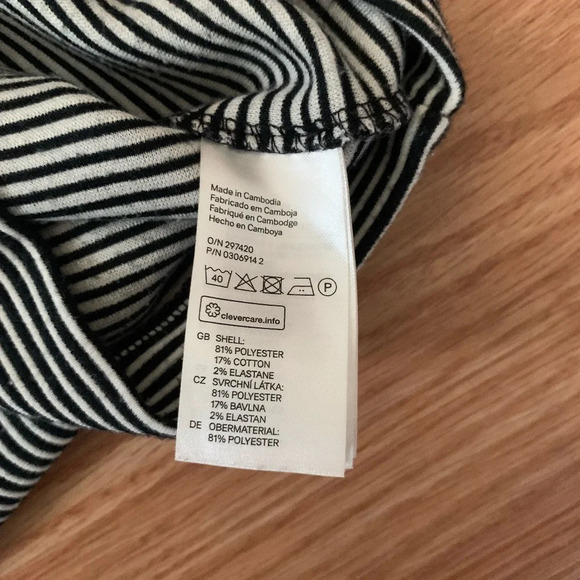 Made in Cambodia
Fabricado em Camboja
Fabriqué en Cambodge
Hecho en Camboya
O/N 297420
P/N 0306914 2
40
P
clevercare.info
GB SHELL:
81% POLYESTER
17% COTTON
2% ELASTANE
CZ SVRCHNÍ LÁTKA:
81% POLYESTER
17% BAVLNA
2% ELASTAN
DE OBERMATERIAL:
81% POLYESTER